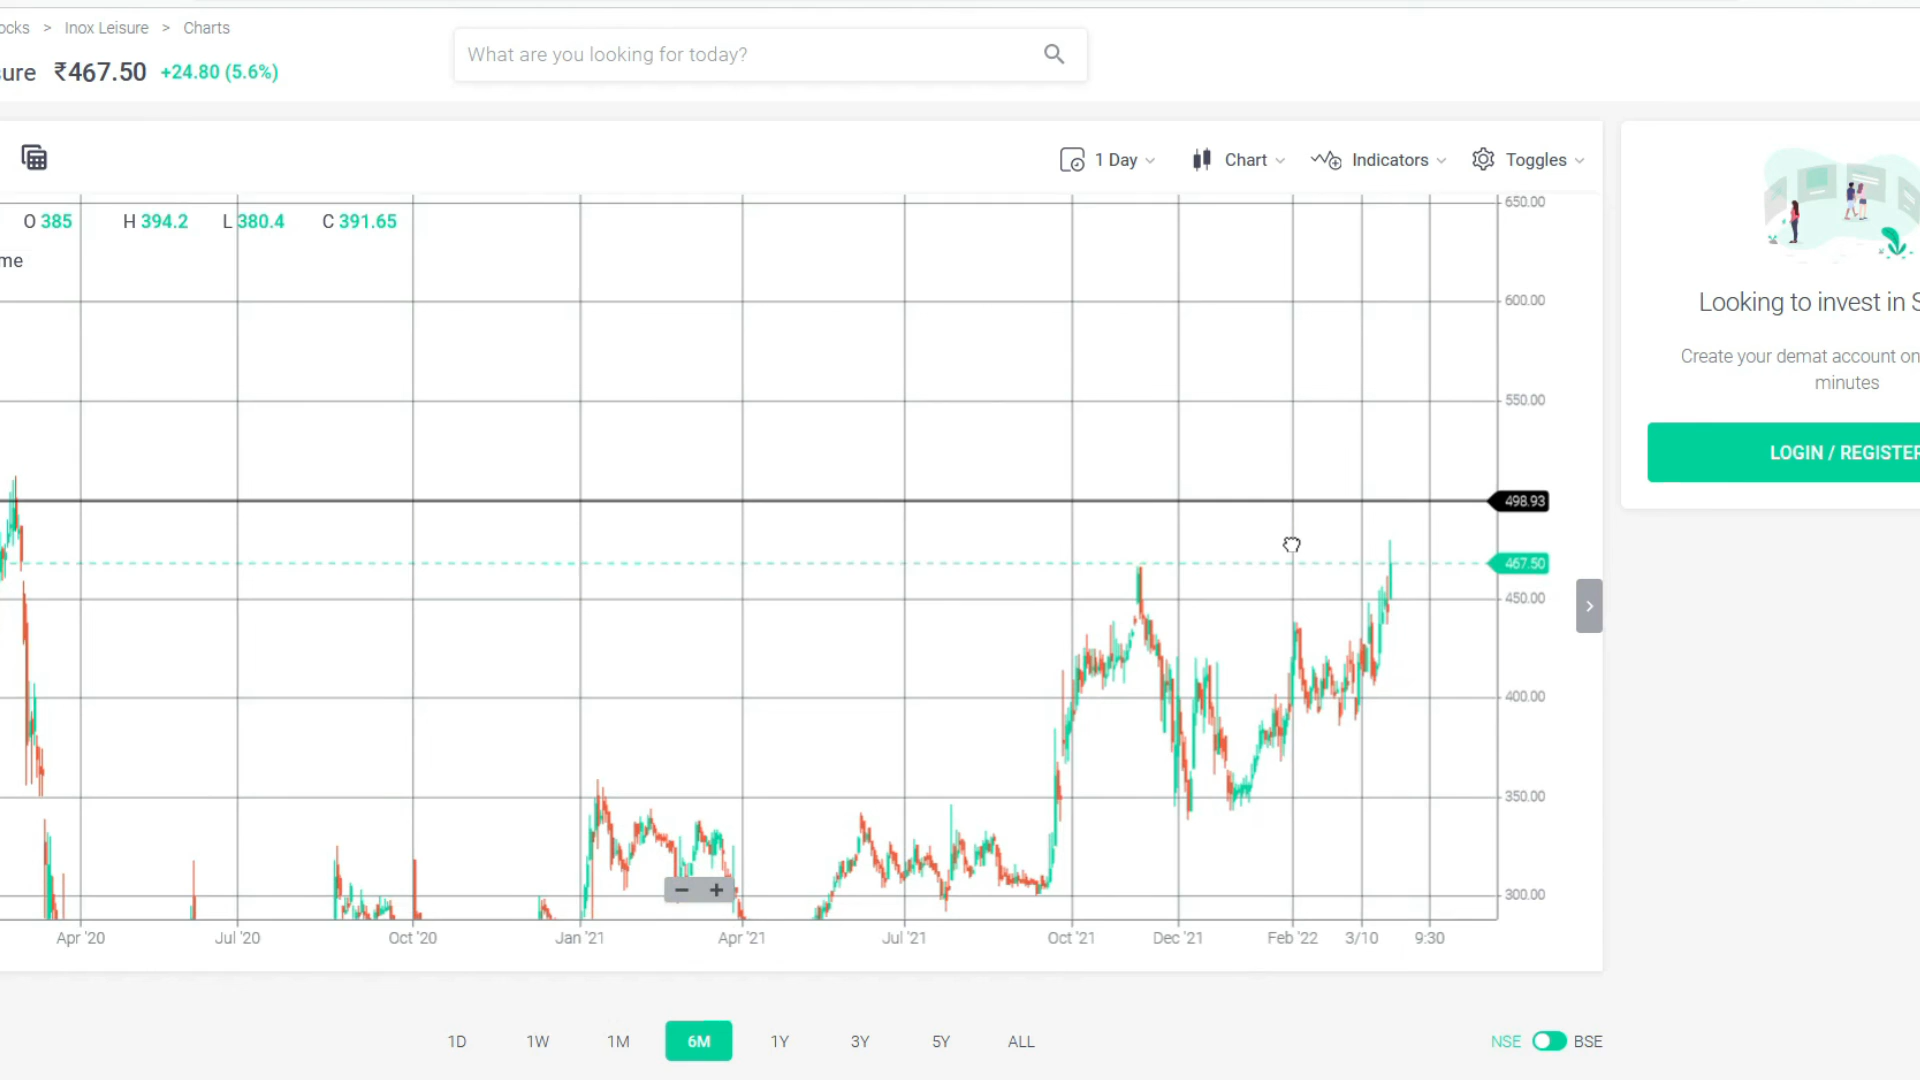 ocks > Inox Leisure > Charts
What are you looking for today?
ure ₹467.50 +24.80 (5.6%)
1 Day Chart Indicators Toggles
O 385 H 394.2 L 380.4 C 391.65
me
650.00
600.00
550.00
498.93
467.50
450.00
400.00
350.00
300.00
− +
Apr '20 Jul '20 Oct '20 Jan '21 Apr '21 Jul '21 Oct '21 Dec '21 Feb '22 3/10 9:30
1D 1W 1M 6M 1Y 3Y 5Y ALL
NSE BSE
Looking to invest in S
Create your demat account on
minutes
LOGIN / REGISTER